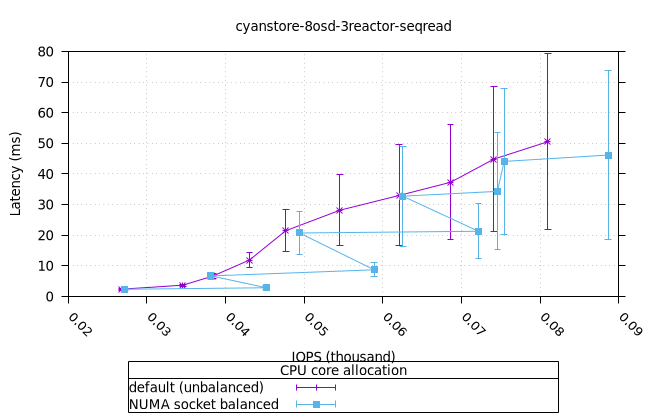 cyanstore-8osd-3reactor-seqread
80
70
60
50
40
30
20
10
0
Latency (ms)
0.02
0.03
0.04
0.05
0.06
0.07
0.08
0.09
IOPS (thousand)
CPU core allocation
default (unbalanced)
NUMA socket balanced